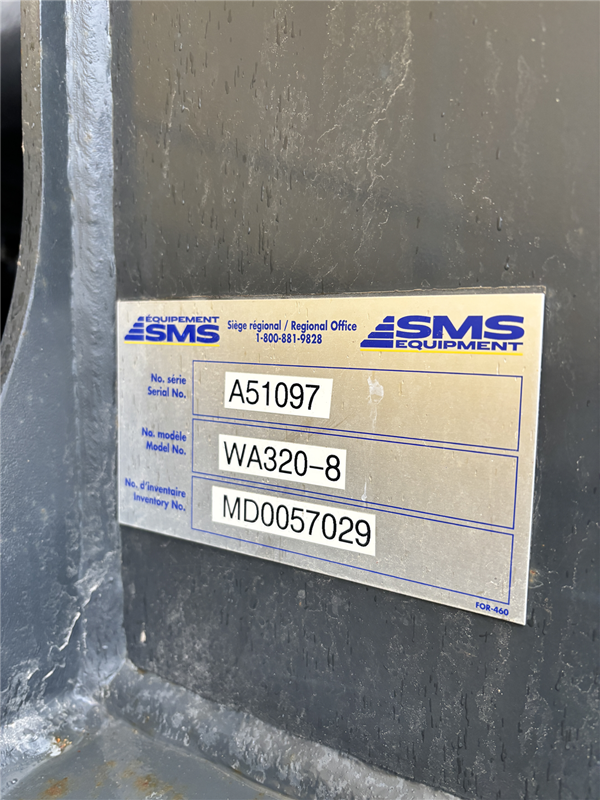 ÉQUIPEMENT
SMS
Siège régional / Regional Office
1-800-881-9828
SMS
EQUIPMENT
No. série
Serial No.
A51097
No. modèle
Model No.
WA320-8
No. d'inventaire
Inventory No.
MD0057029
FOR-460